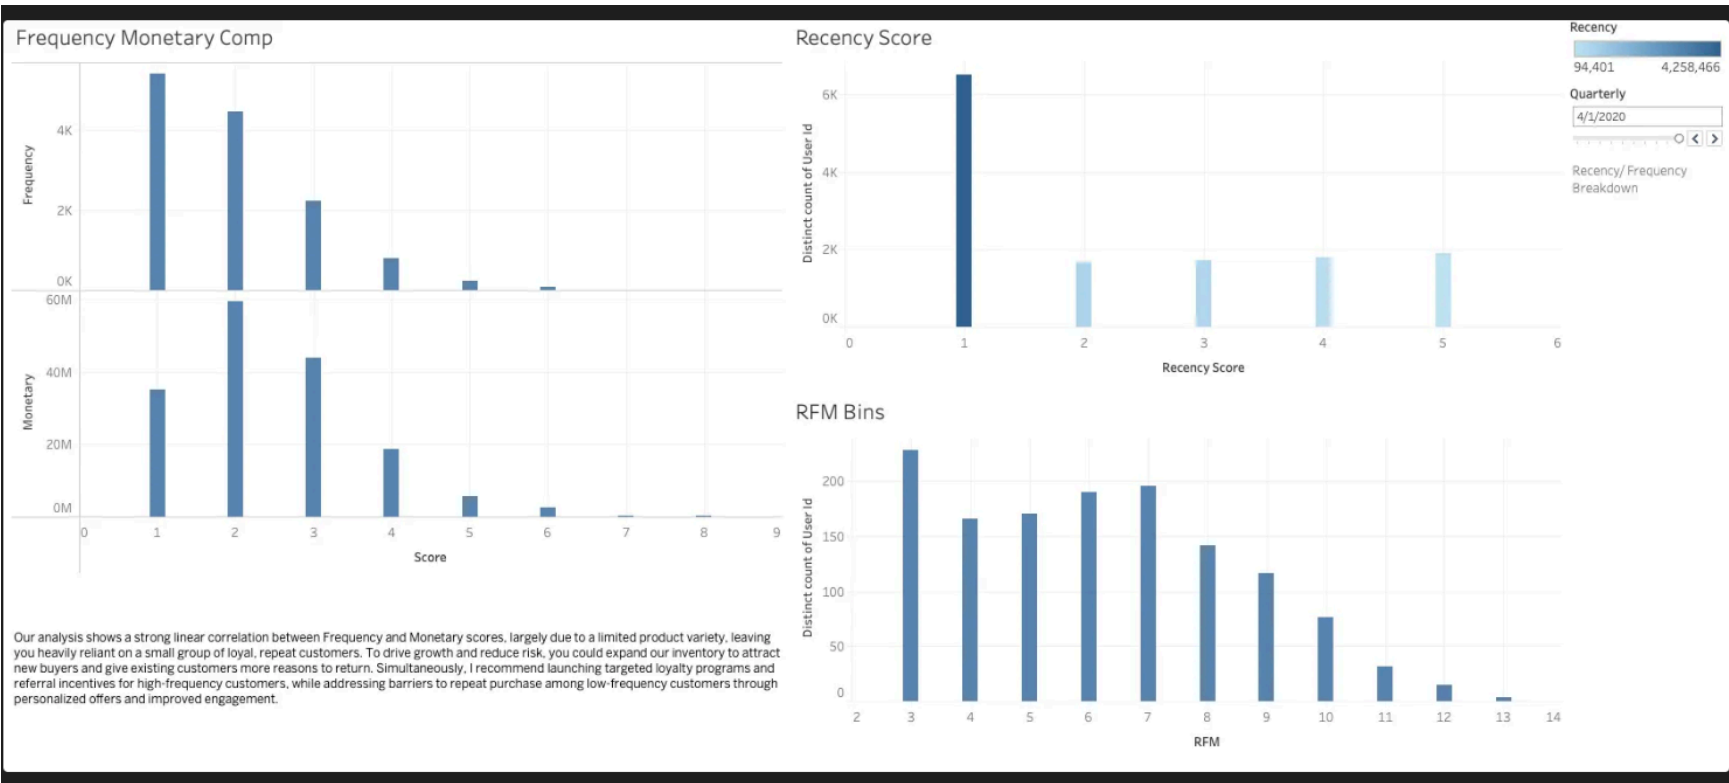 Frequency Monetary Comp
Frequency
4K
2K
0K
Monetary
60M
40M
20M
0M
0 1 2 3 4 5 6 7 8 9
Score
Our analysis shows a strong linear correlation between Frequency and Monetary scores, largely due to a limited product variety, leaving
you heavily reliant on a small group of loyal, repeat customers. To drive growth and reduce risk, you could expand our inventory to attract
new buyers and give existing customers more reasons to return. Simultaneously, I recommend launching targeted loyalty programs and
referral incentives for high-frequency customers, while addressing barriers to repeat purchase among low-frequency customers through
personalized offers and improved engagement.
Recency Score
Distinct count of User Id
6K
4K
2K
0K
0 1 2 3 4 5 6
Recency Score
RFM Bins
Distinct count of User Id
200
150
100
50
0
2 3 4 5 6 7 8 9 10 11 12 13 14
RFM
Recency
94,401 4,258,466
Quarterly
4/1/2020
Recency/ Frequency
Breakdown